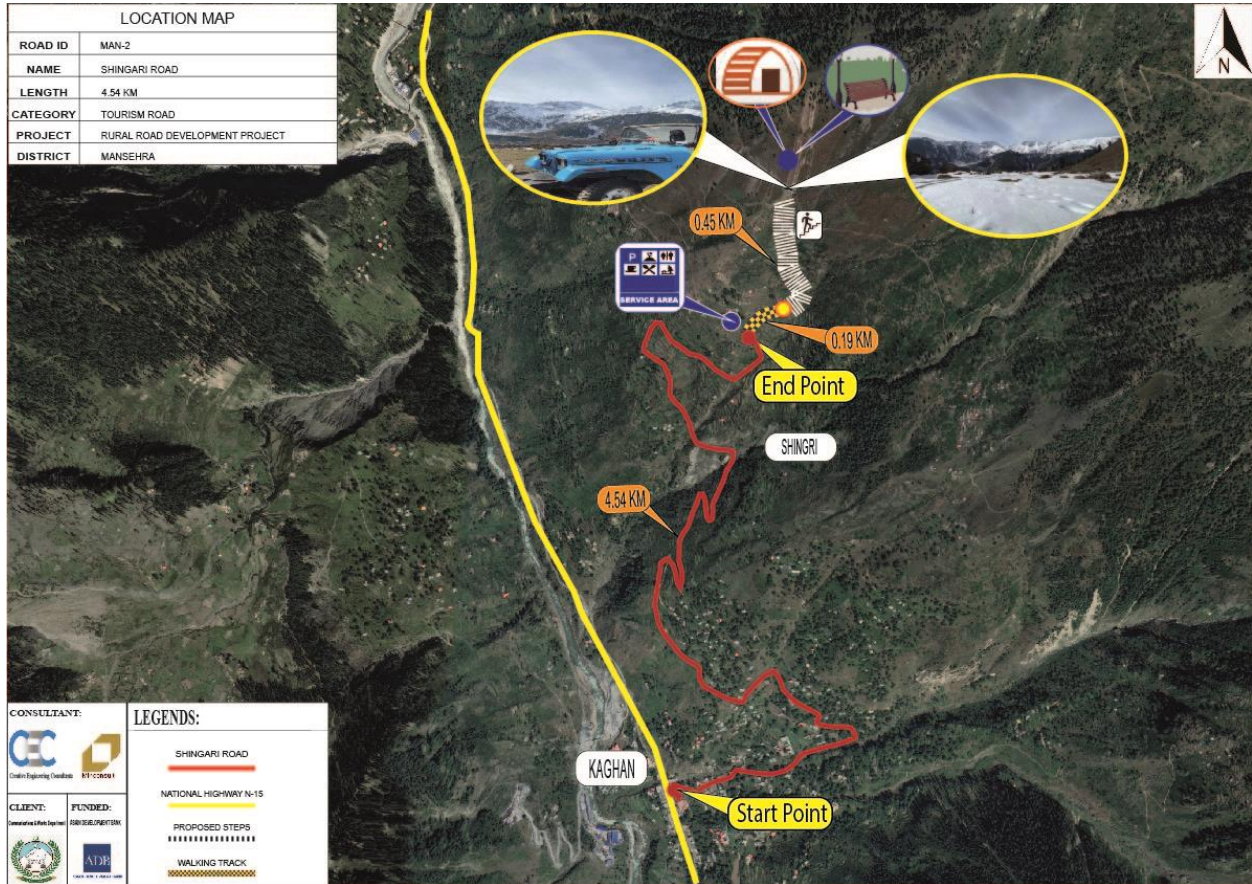 LOCATION MAP
ROAD ID MAN-2
NAME SHINGARI ROAD
LENGTH 4.54 KM
CATEGORY TOURISM ROAD
PROJECT RURAL ROAD DEVELOPMENT PROJECT
DISTRICT MANSEHRA
N
0.45 KM
P
SERVICE AREA
0.19 KM
End Point
SHINGRI
4.54 KM
KAGHAN
Start Point
CONSULTANT:
CEC
Creative Engineering Consultants
CLIENT:
Communications & Works Department
FUNDED:
ASIAN DEVELOPMENT BANK
ADB
LEGENDS:
SHINGARI ROAD
NATIONAL HIGHWAY N-15
PROPOSED STEPS
WALKING TRACK